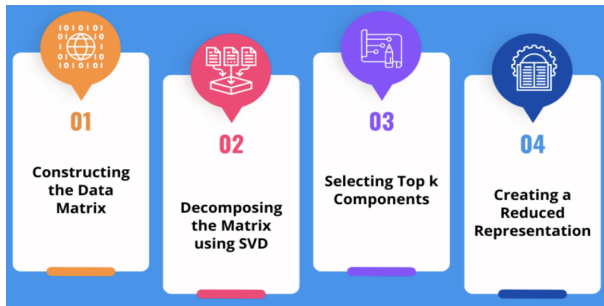 01
Constructing
the Data
Matrix
02
Decomposing
the Matrix
using SVD
03
Selecting Top k
Components
04
Creating a
Reduced
Representation